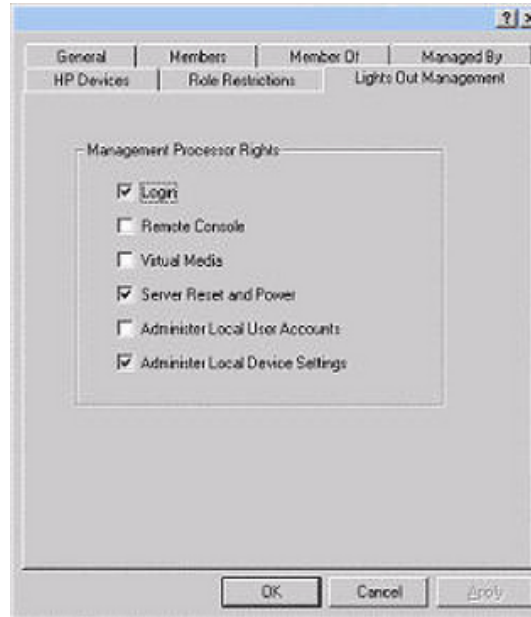 ? x
General Members Member Of Managed By
HP Devices Role Restrictions Lights Out Management
Management Processor Rights
Login
Remote Console
Virtual Media
Server Reset and Power
Administer Local User Accounts
Administer Local Device Settings
OK Cancel Apply